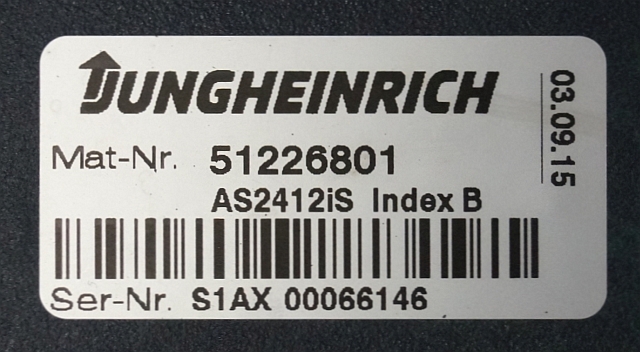 JUNGHEINRICH
03.09.15
Mat-Nr. 51226801
AS2412iS Index B
Ser-Nr. S1AX 00066146